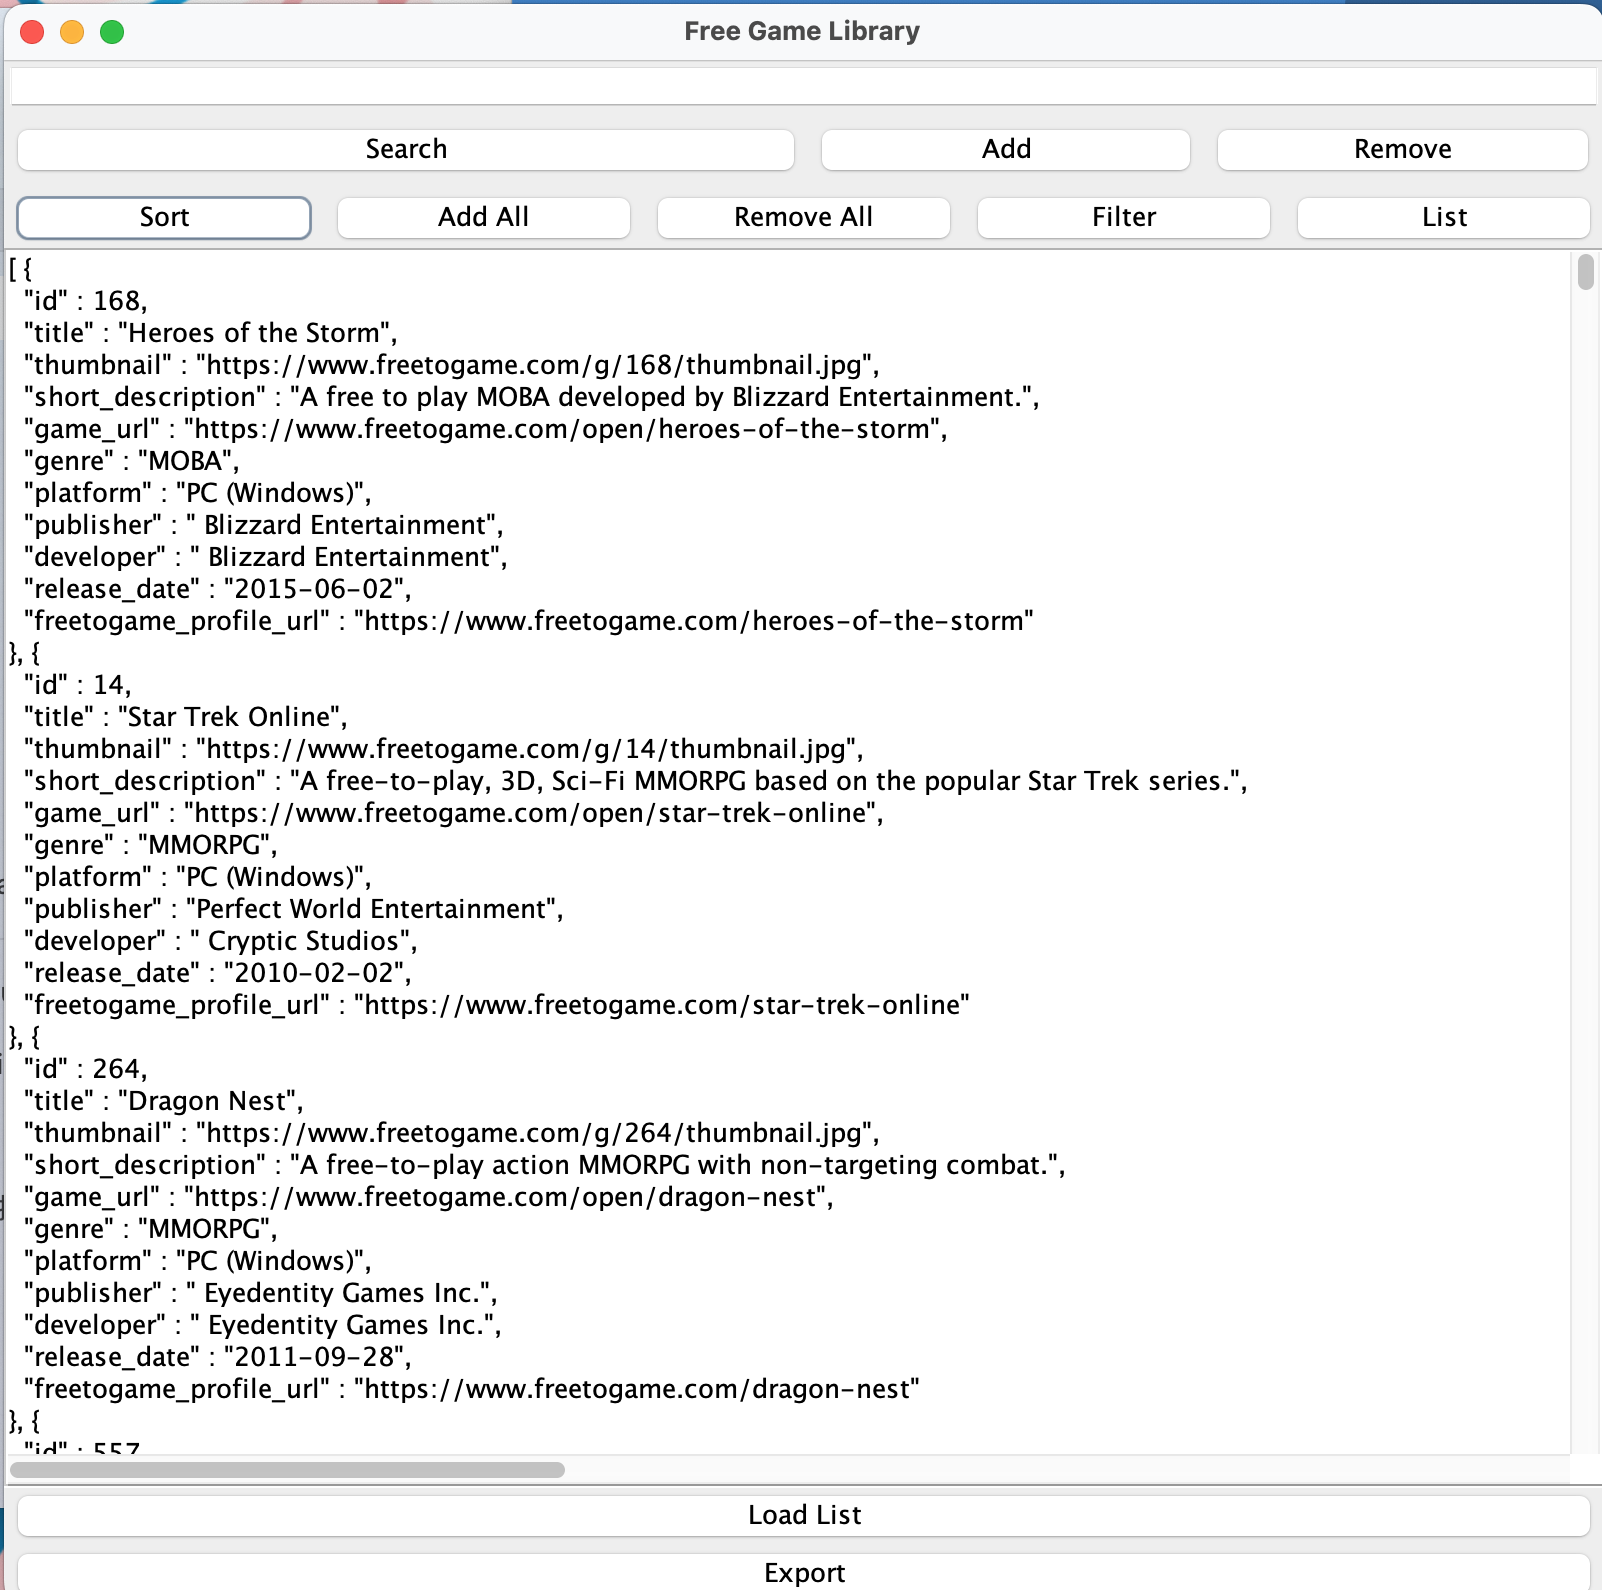 Free Game Library
Search Add Remove
Sort Add All Remove All Filter List
[ {
"id" : 168,
"title" : "Heroes of the Storm",
"thumbnail" : "https://www.freetogame.com/g/168/thumbnail.jpg",
"short_description" : "A free to play MOBA developed by Blizzard Entertainment.",
"game_url" : "https://www.freetogame.com/open/heroes-of-the-storm",
"genre" : "MOBA",
"platform" : "PC (Windows)",
"publisher" : " Blizzard Entertainment",
"developer" : " Blizzard Entertainment",
"release_date" : "2015-06-02",
"freetogame_profile_url" : "https://www.freetogame.com/heroes-of-the-storm"
}, {
"id" : 14,
"title" : "Star Trek Online",
"thumbnail" : "https://www.freetogame.com/g/14/thumbnail.jpg",
"short_description" : "A free-to-play, 3D, Sci-Fi MMORPG based on the popular Star Trek series.",
"game_url" : "https://www.freetogame.com/open/star-trek-online",
"genre" : "MMORPG",
"platform" : "PC (Windows)",
"publisher" : "Perfect World Entertainment",
"developer" : " Cryptic Studios",
"release_date" : "2010-02-02",
"freetogame_profile_url" : "https://www.freetogame.com/star-trek-online"
}, {
"id" : 264,
"title" : "Dragon Nest",
"thumbnail" : "https://www.freetogame.com/g/264/thumbnail.jpg",
"short_description" : "A free-to-play action MMORPG with non-targeting combat.",
"game_url" : "https://www.freetogame.com/open/dragon-nest",
"genre" : "MMORPG",
"platform" : "PC (Windows)",
"publisher" : " Eyedentity Games Inc.",
"developer" : " Eyedentity Games Inc.",
"release_date" : "2011-09-28",
"freetogame_profile_url" : "https://www.freetogame.com/dragon-nest"
}, {
"id" : 557
Load List
Export